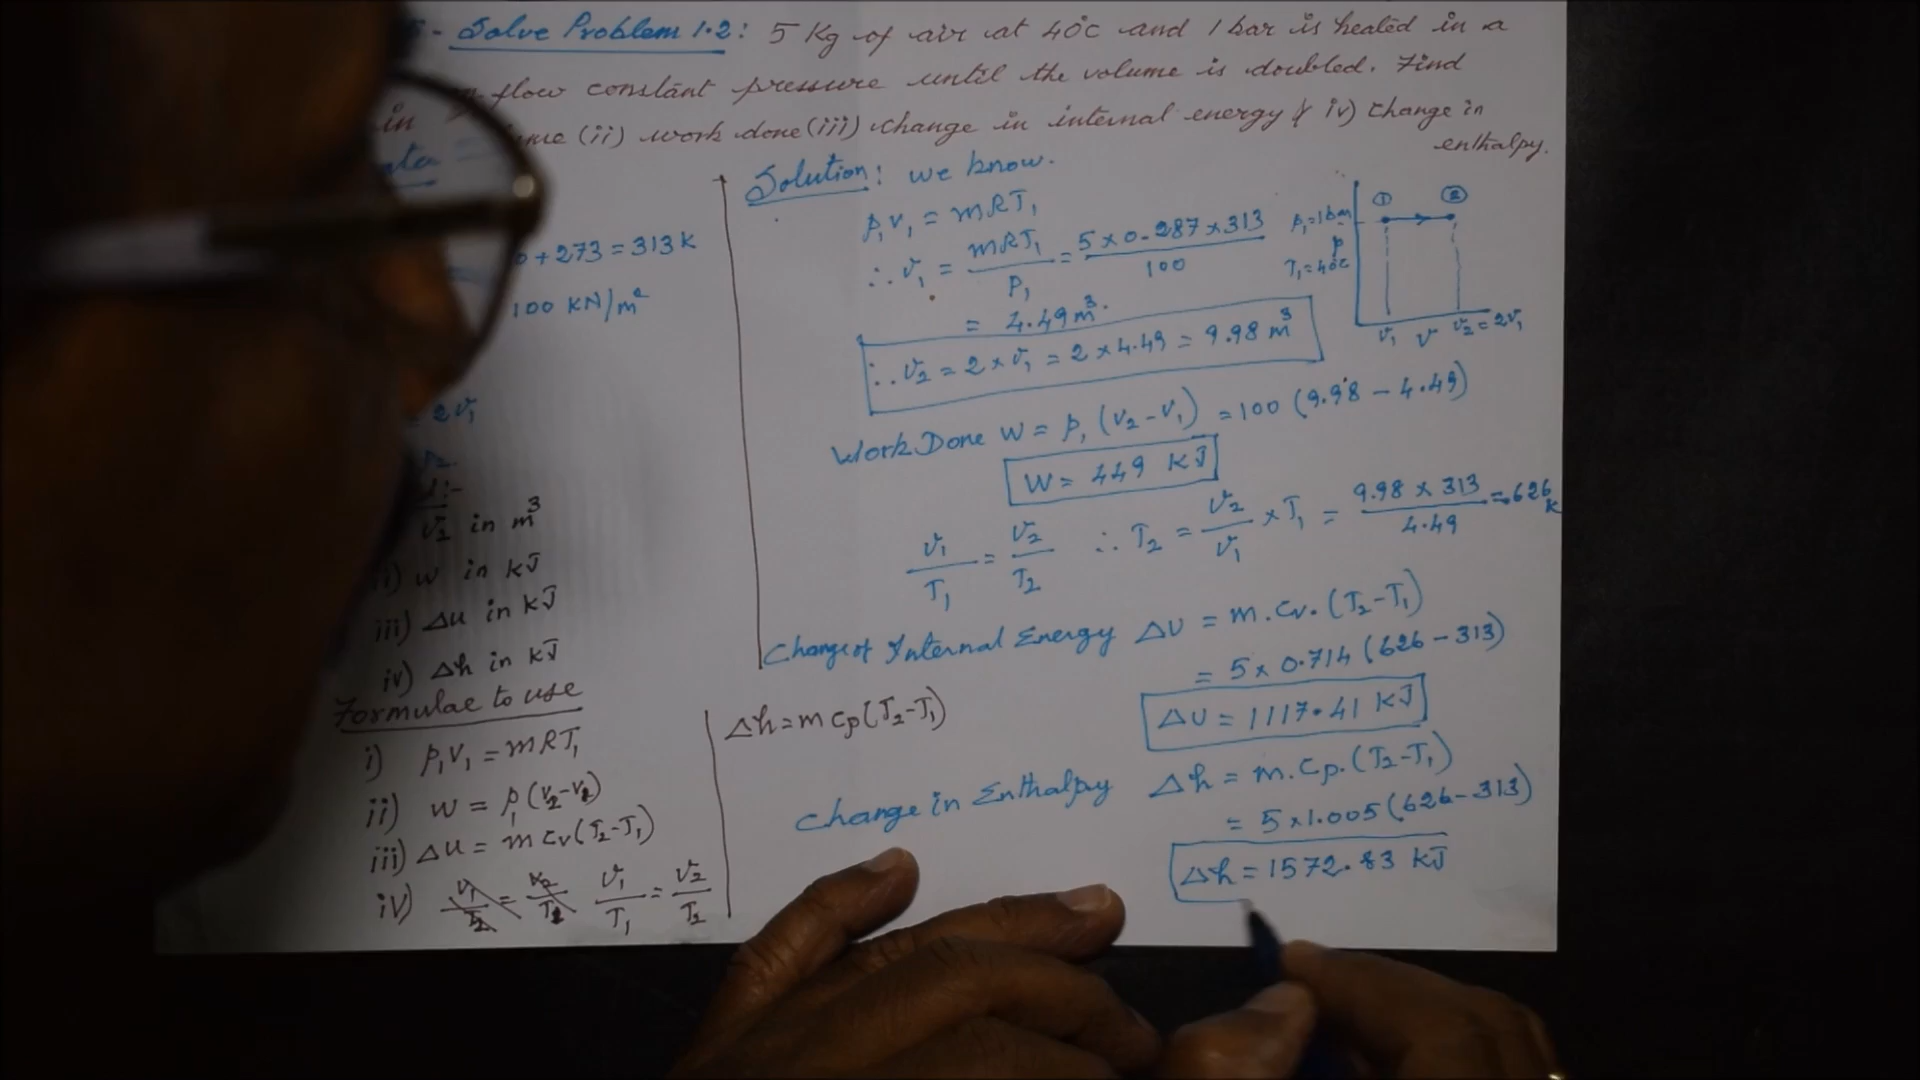 - Solve Problem 1.2: 5 Kg of air at 40°c and 1 bar is heated in a
flow constant pressure until the volume is doubled. Find
(ii) work done (iii) change in internal energy & iv) change in
enthalpy.
+273 = 313 K
100 KN/m²
2V₁
V₂ in m³
) W in kJ
iii) Δu in kJ
iv) Δh in kJ
Formulae to use
i) P₁V₁ = mRT₁
ii) W = P₁(V₂-V₂)
iii) Δu = m Cv(T₂-T₁)
iv) V₁/T₂ = V₂/T₂ V₁/T₁ = V₂/T₂
Δh = m Cp(T₂-T₁)
Solution: we know.
P₁V₁ = mRT₁
∴ V₁ = mRT₁/P₁ = 5 × 0.287 × 313/100
= 4.49 m³.
∴ V₂ = 2 × V₁ = 2 × 4.49 = 9.98 m³
① ②
P₁=1bar
P
T₁=40°c
V₁ V V₂=2V₁
Work Done W = P₁ (V₂-V₁) = 100 (9.98 - 4.49)
W = 449 kJ
V₁/T₁ = V₂/T₂ ∴ T₂ = V₂/V₁ × T₁ = 9.98 × 313/4.49 = 626 K
Change of Internal Energy ΔU = m. Cv. (T₂-T₁)
= 5 × 0.714 (626 - 313)
ΔU = 1117.41 kJ
Change in Enthalpy Δh = m. Cp. (T₂-T₁)
= 5 × 1.005 (626 - 313)
Δh = 1572.83 kJ